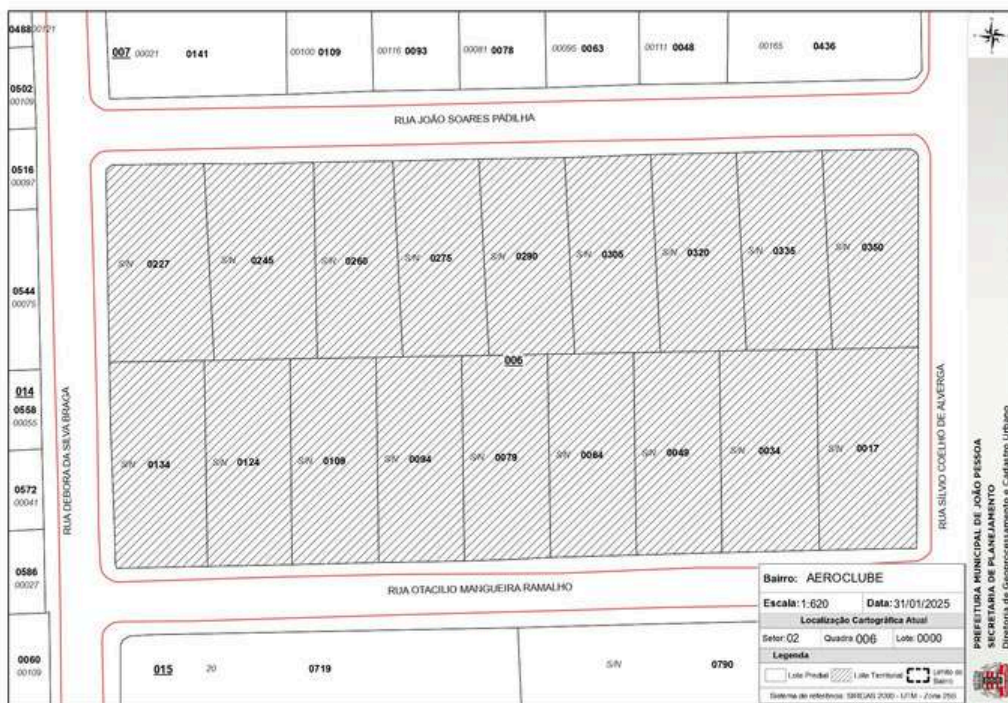 0488 00121
007 00021 0141
00100 0109
00116 0093
00081 0078
00095 0063
00111 0048
00165 0436
0502
00109
RUA JOÃO SOARES PADILHA
0516
00097
S/N 0227
S/N 0245
S/N 0260
S/N 0275
S/N 0290
S/N 0305
S/N 0320
S/N 0335
S/N 0350
0544
00075
006
014
0558
00055
RUA DEBORA DA SILVA BRAGA
RUA SÍLVIO COELHO DE ALVERGA
S/N 0134
S/N 0124
S/N 0109
S/N 0094
S/N 0079
S/N 0064
S/N 0049
S/N 0034
S/N 0017
0572
00041
0586
00027
RUA OTACILIO MANGUEIRA RAMALHO
0060
00109
015 20 0719
S/N 0790
Bairro: AEROCLUBE
Escala: 1:620 Data: 31/01/2025
Localização Cartográfica Atual
Setor: 02 Quadra: 006 Lote: 0000
Legenda
Lote Predial Lote Territorial Limite de Bairro
Sistema de referência: SIRGAS 2000 - UTM - Zona 25S
PREFEITURA MUNICIPAL DE JOÃO PESSOA
SECRETARIA DE PLANEJAMENTO
Diretoria de Geoprocessamento e Cadastro Urbano